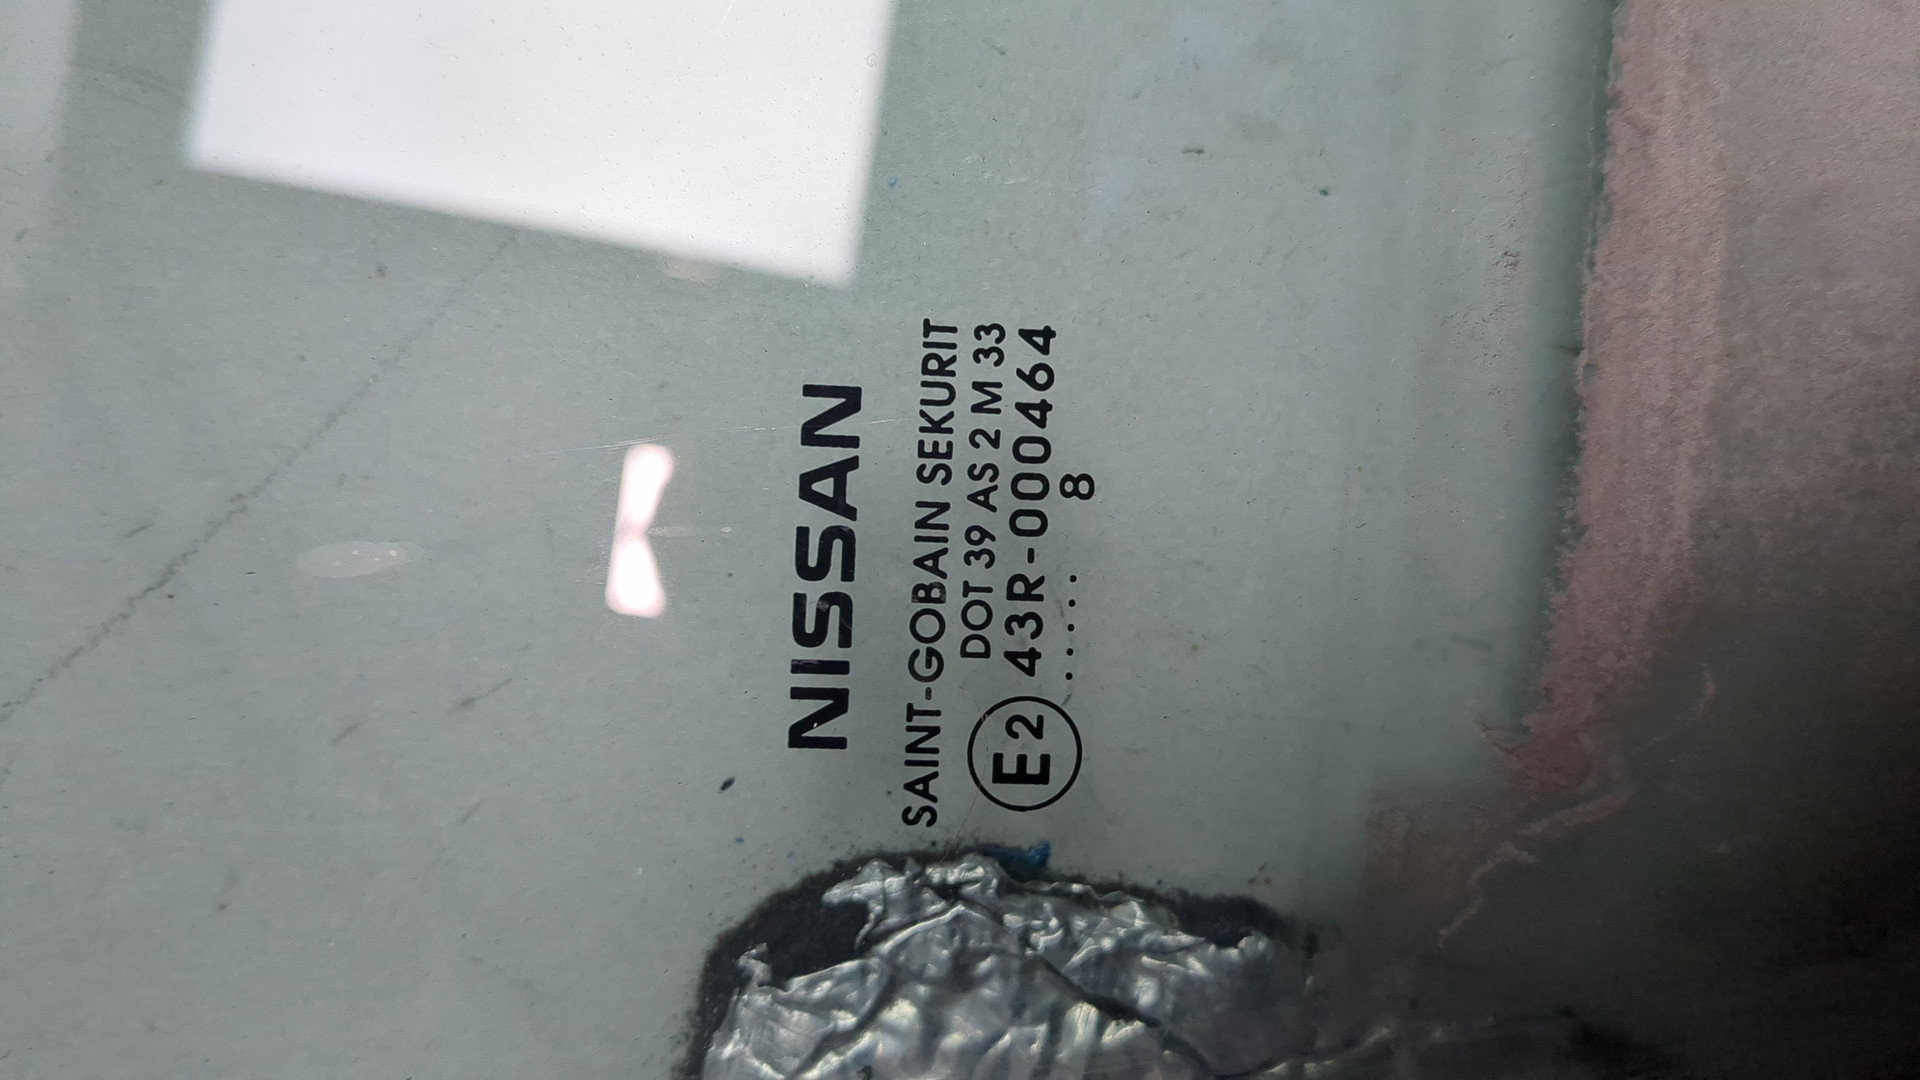 NISSAN
SAINT-GOBAIN SEKURIT
DOT 39 AS 2 M 33
E2 43R-000464
...... 8